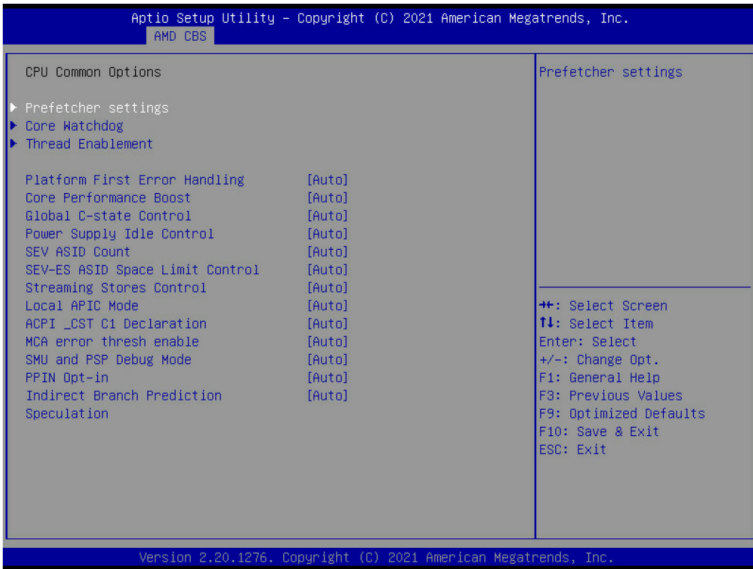 Aptio Setup Utility – Copyright (C) 2021 American Megatrends, Inc.
AMD CBS
CPU Common Options
Prefetcher settings
Core Watchdog
Thread Enablement
Platform First Error Handling [Auto]
Core Performance Boost [Auto]
Global C-state Control [Auto]
Power Supply Idle Control [Auto]
SEV ASID Count [Auto]
SEV-ES ASID Space Limit Control [Auto]
Streaming Stores Control [Auto]
Local APIC Mode [Auto]
ACPI _CST C1 Declaration [Auto]
MCA error thresh enable [Auto]
SMU and PSP Debug Mode [Auto]
PPIN Opt-in [Auto]
Indirect Branch Prediction [Auto]
Speculation
Prefetcher settings
→←: Select Screen
↑↓: Select Item
Enter: Select
+/-: Change Opt.
F1: General Help
F3: Previous Values
F9: Optimized Defaults
F10: Save & Exit
ESC: Exit
Version 2.20.1276. Copyright (C) 2021 American Megatrends, Inc.